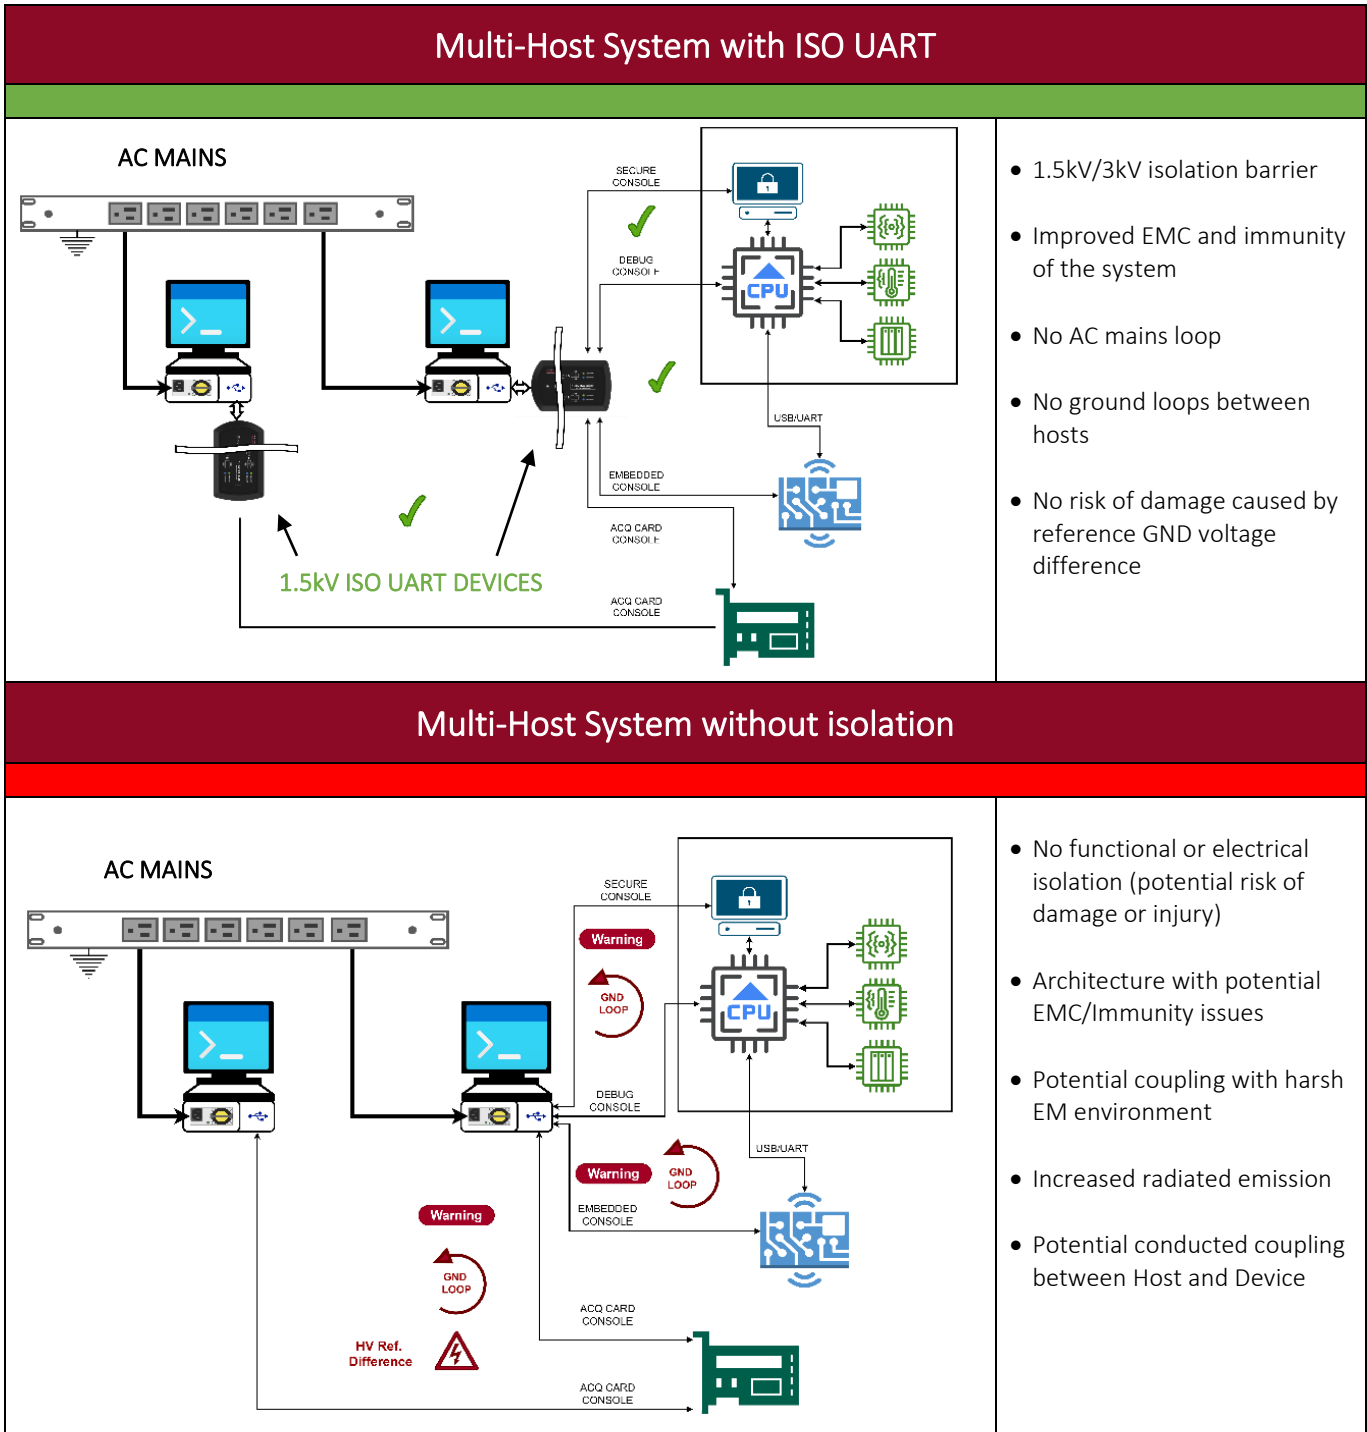 Multi-Host System with ISO UART
AC MAINS
SECURE
CONSOLE
DEBUG
CONSOLE
CPU
USB/UART
EMBEDDED
CONSOLE
ACQ CARD
CONSOLE
1.5kV ISO UART DEVICES
ACQ CARD
CONSOLE
• 1.5kV/3kV isolation barrier
• Improved EMC and immunity
of the system
• No AC mains loop
• No ground loops between
hosts
• No risk of damage caused by
reference GND voltage
difference
Multi-Host System without isolation
AC MAINS
SECURE
CONSOLE
Warning
GND
LOOP
CPU
DEBUG
CONSOLE
USB/UART
Warning
GND
LOOP
EMBEDDED
CONSOLE
Warning
GND
LOOP
ACQ CARD
CONSOLE
HV Ref.
Difference
ACQ CARD
CONSOLE
• No functional or electrical
isolation (potential risk of
damage or injury)
• Architecture with potential
EMC/Immunity issues
• Potential coupling with harsh
EM environment
• Increased radiated emission
• Potential conducted coupling
between Host and Device